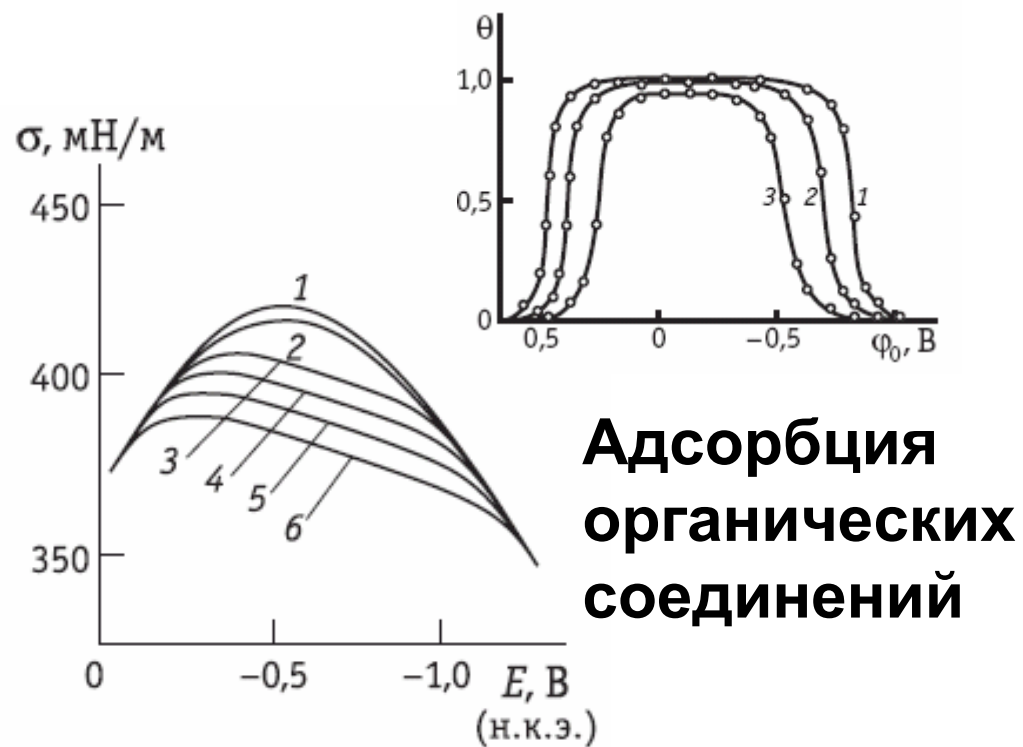 θ
1,0
0,5
0
3 2 1
0,5 0 −0,5 φ₀, В
σ, мН/м
450
400
350
1
2
3
4
5
6
0 −0,5 −1,0 E, В
(н.к.э.)
Адсорбция
органических
соединений